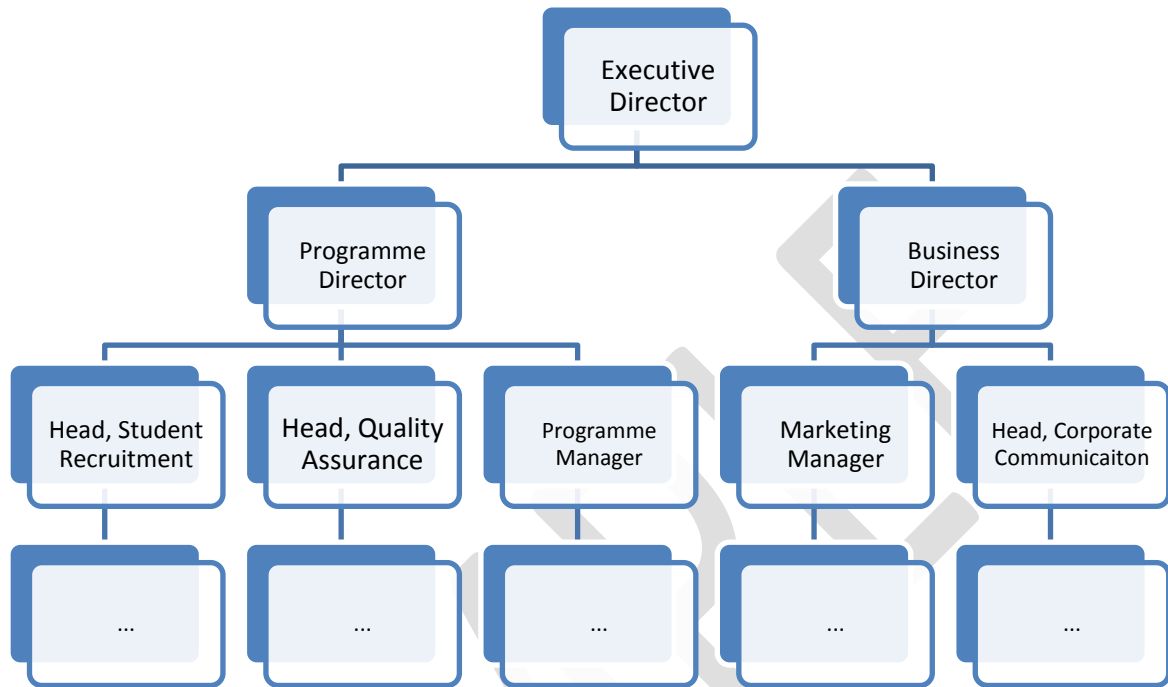 Executive
Director
Programme
Director
Business
Director
Head, Student
Recruitment
Head, Quality
Assurance
Programme
Manager
Marketing
Manager
Head, Corporate
Communicaiton
...
...
...
...
...